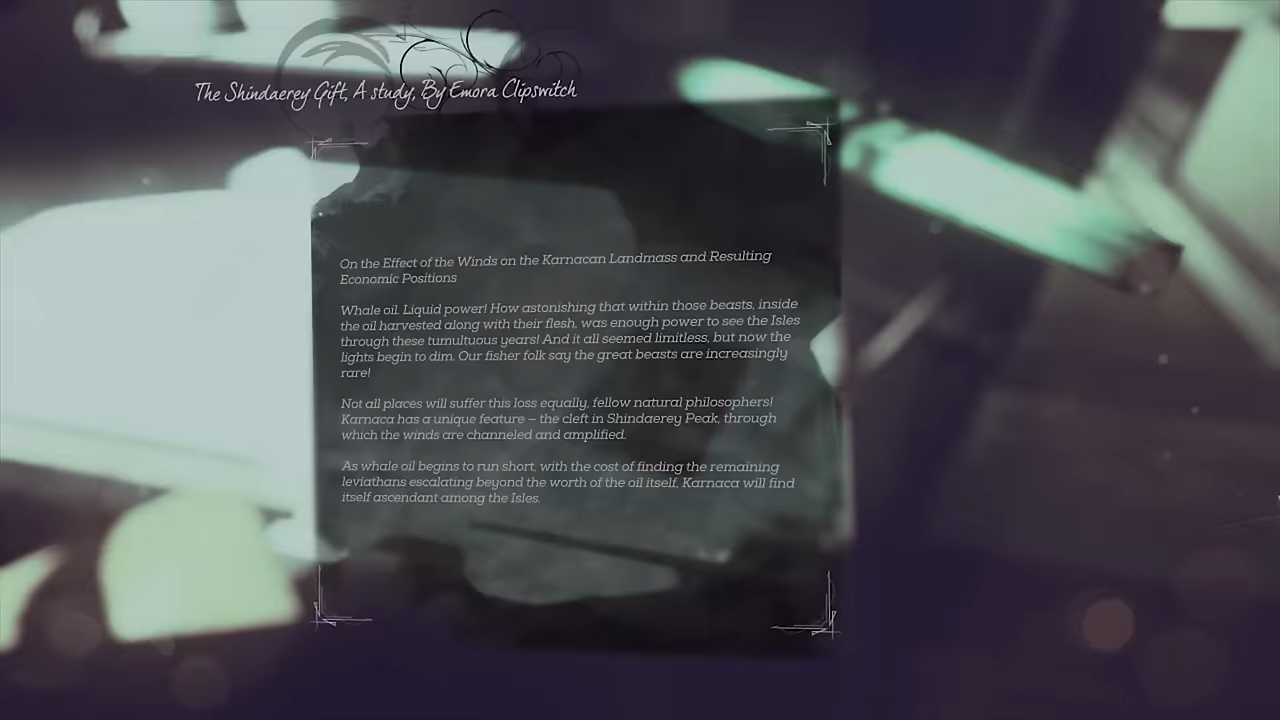 The Shindaerey Gift, A study, By Emora Clipswitch
On the Effect of the Winds on the Karnacan Landmass and Resulting
Economic Positions
Whale oil. Liquid power! How astonishing that within those beasts, inside
the oil harvested along with their flesh, was enough power to see the Isles
through these tumultuous years! And it all seemed limitless, but now the
lights begin to dim. Our fisher folk say the great beasts are increasingly
rare!
Not all places will suffer this loss equally, fellow natural philosophers!
Karnaca has a unique feature – the cleft in Shindaerey Peak, through
which the winds are channeled and amplified.
As whale oil begins to run short, with the cost of finding the remaining
leviathans escalating beyond the worth of the oil itself, Karnaca will find
itself ascendant among the Isles.